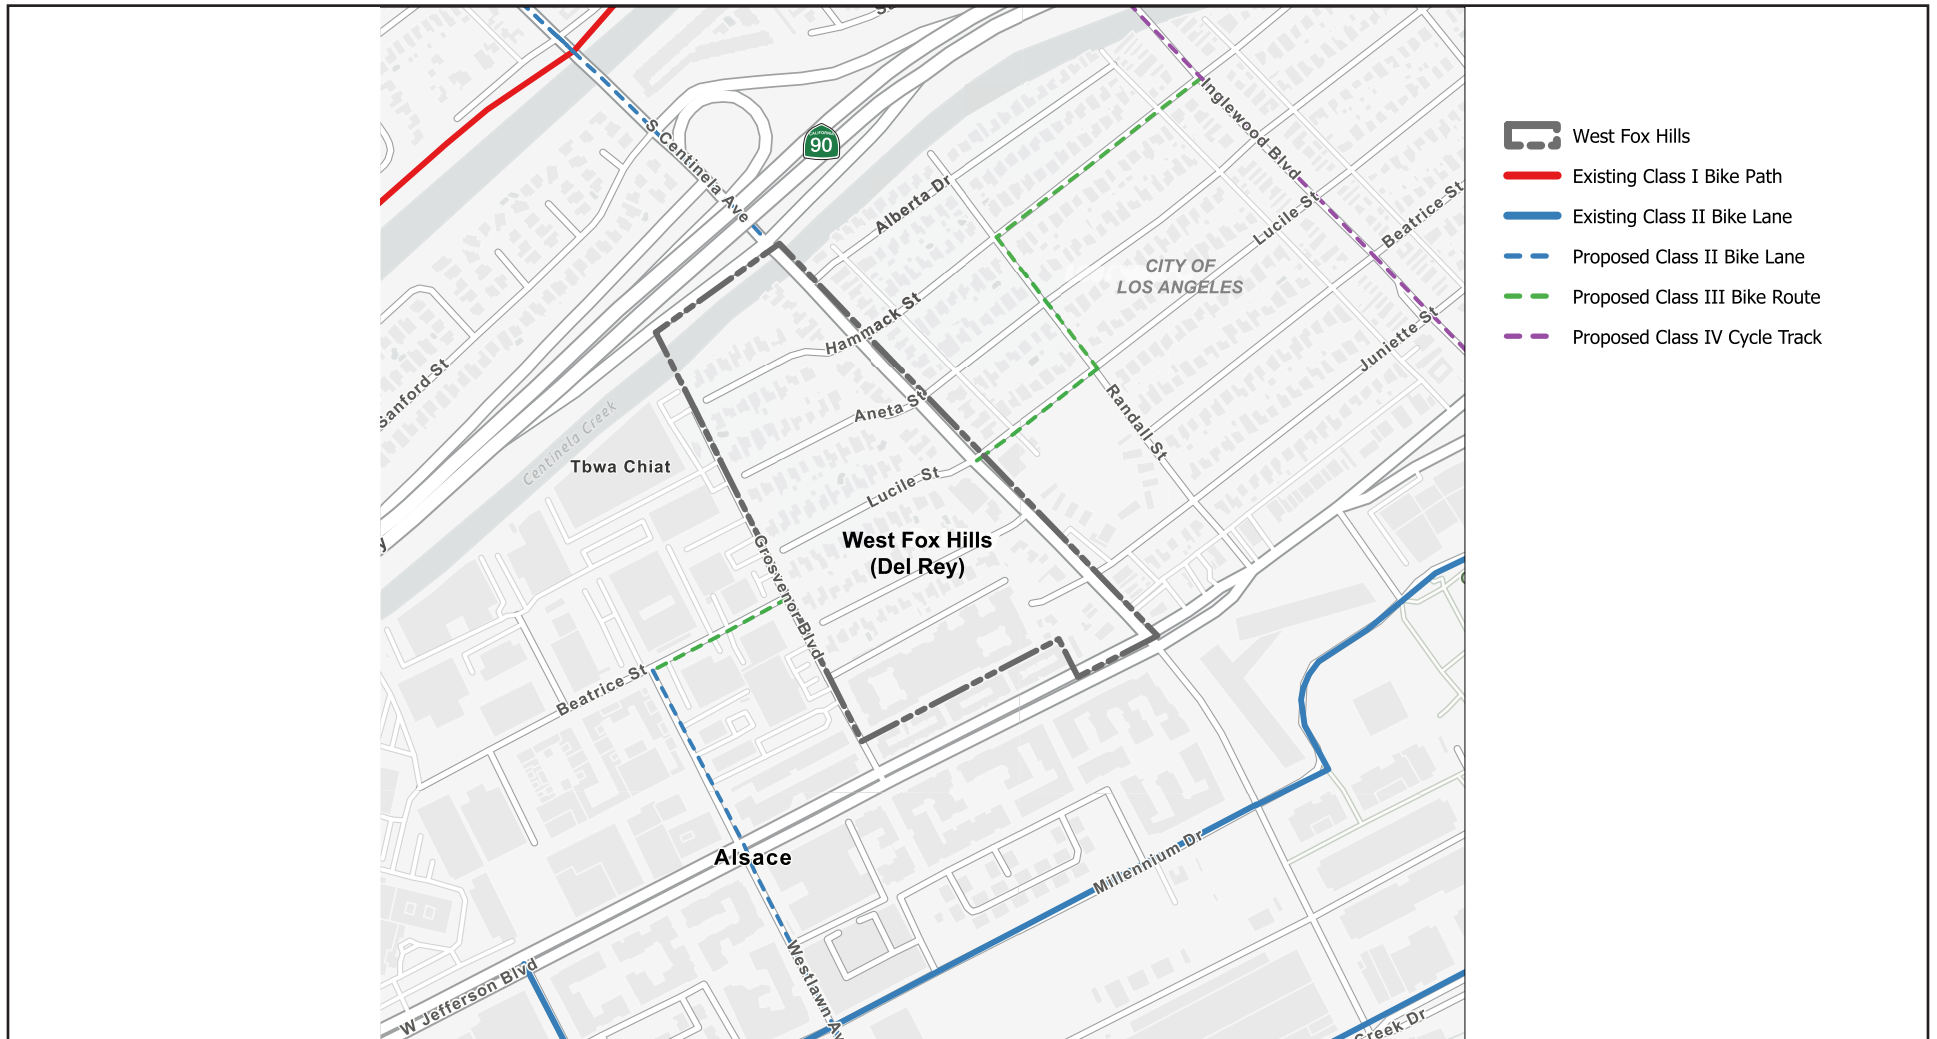 S Centinela Ave
CALIFORNIA
90
Inglewood Blvd
Alberta Dr
Lucile St
Beatrice St
CITY OF
LOS ANGELES
Hammack St
Juniette St
Sanford St
Aneta St
Randall St
Centinela Creek
Tbwa Chiat
Lucile St
West Fox Hills
(Del Rey)
Grosvenor Blvd
Beatrice St
Alsace
Millennium Dr
Westlawn Av
W Jefferson Blvd
Creek Dr
West Fox Hills
Existing Class I Bike Path
Existing Class II Bike Lane
Proposed Class II Bike Lane
Proposed Class III Bike Route
Proposed Class IV Cycle Track